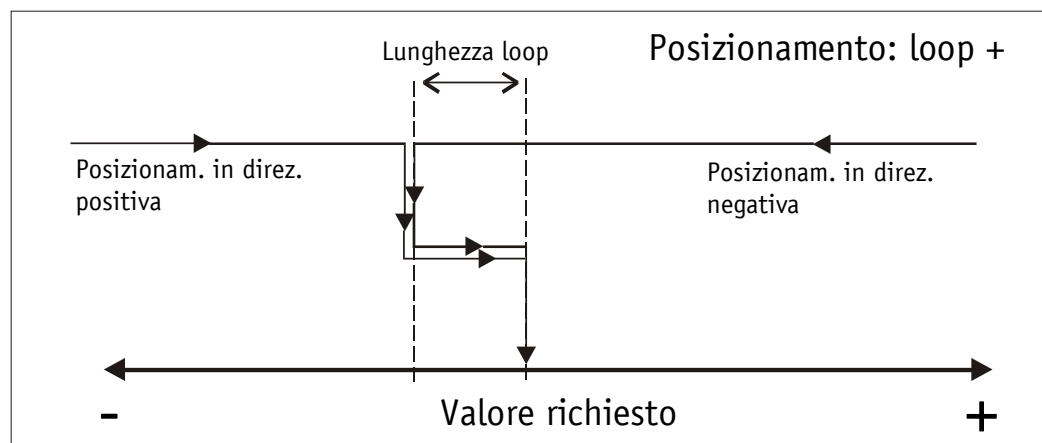 Posizionamento: loop +
Lunghezza loop
Posizionam. in direz.
positiva
Posizionam. in direz.
negativa
- Valore richiesto +